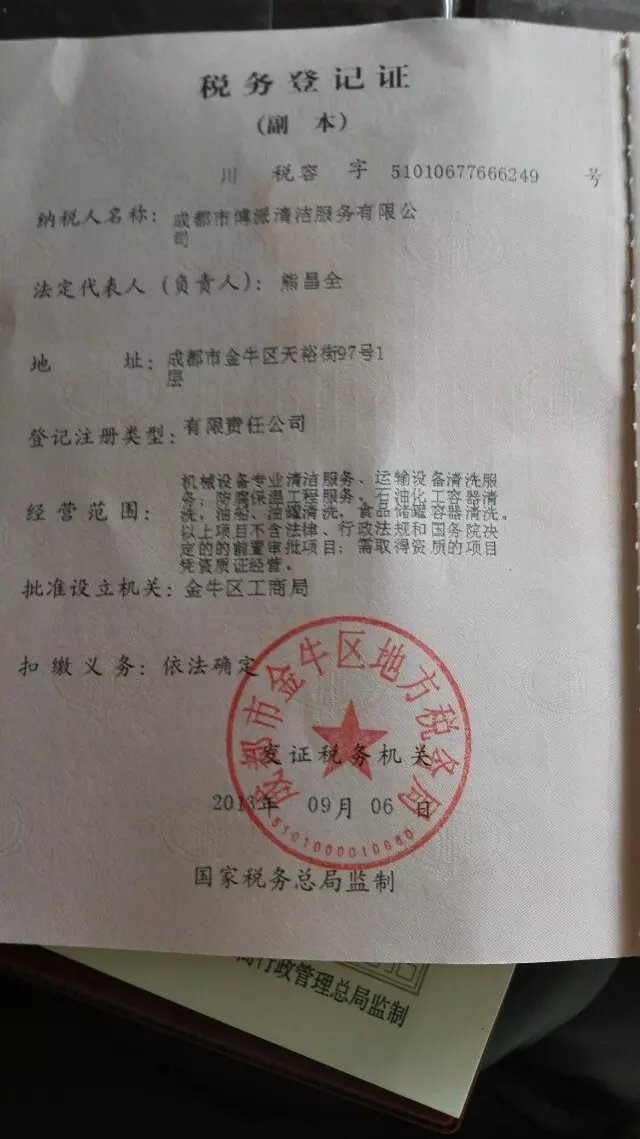 税务登记证
(副 本)
川 税容 字 51010677666249 号
纳税人名称：成都市博派清洁服务有限公
司
法定代表人（负责人）：熊昌全
地 址：成都市金牛区天裕街97号1
层
登记注册类型：有限责任公司
经营范围：机械设备专业清洁服务、运输设备清洗服
务；防腐保温工程服务、石油化工容器清
洗，油船、油罐清洗，食品储罐容器清洗。
以上项目不含法律、行政法规和国务院决
定的的前置审批项目；需取得资质的项目
凭资质证经营。
批准设立机关：金牛区工商局
扣缴义务：依法确定
成都市金牛区地方税务局
发证税务机关
2013年 09月 06日
5101000010660
国家税务总局监制
行政管理总局监制